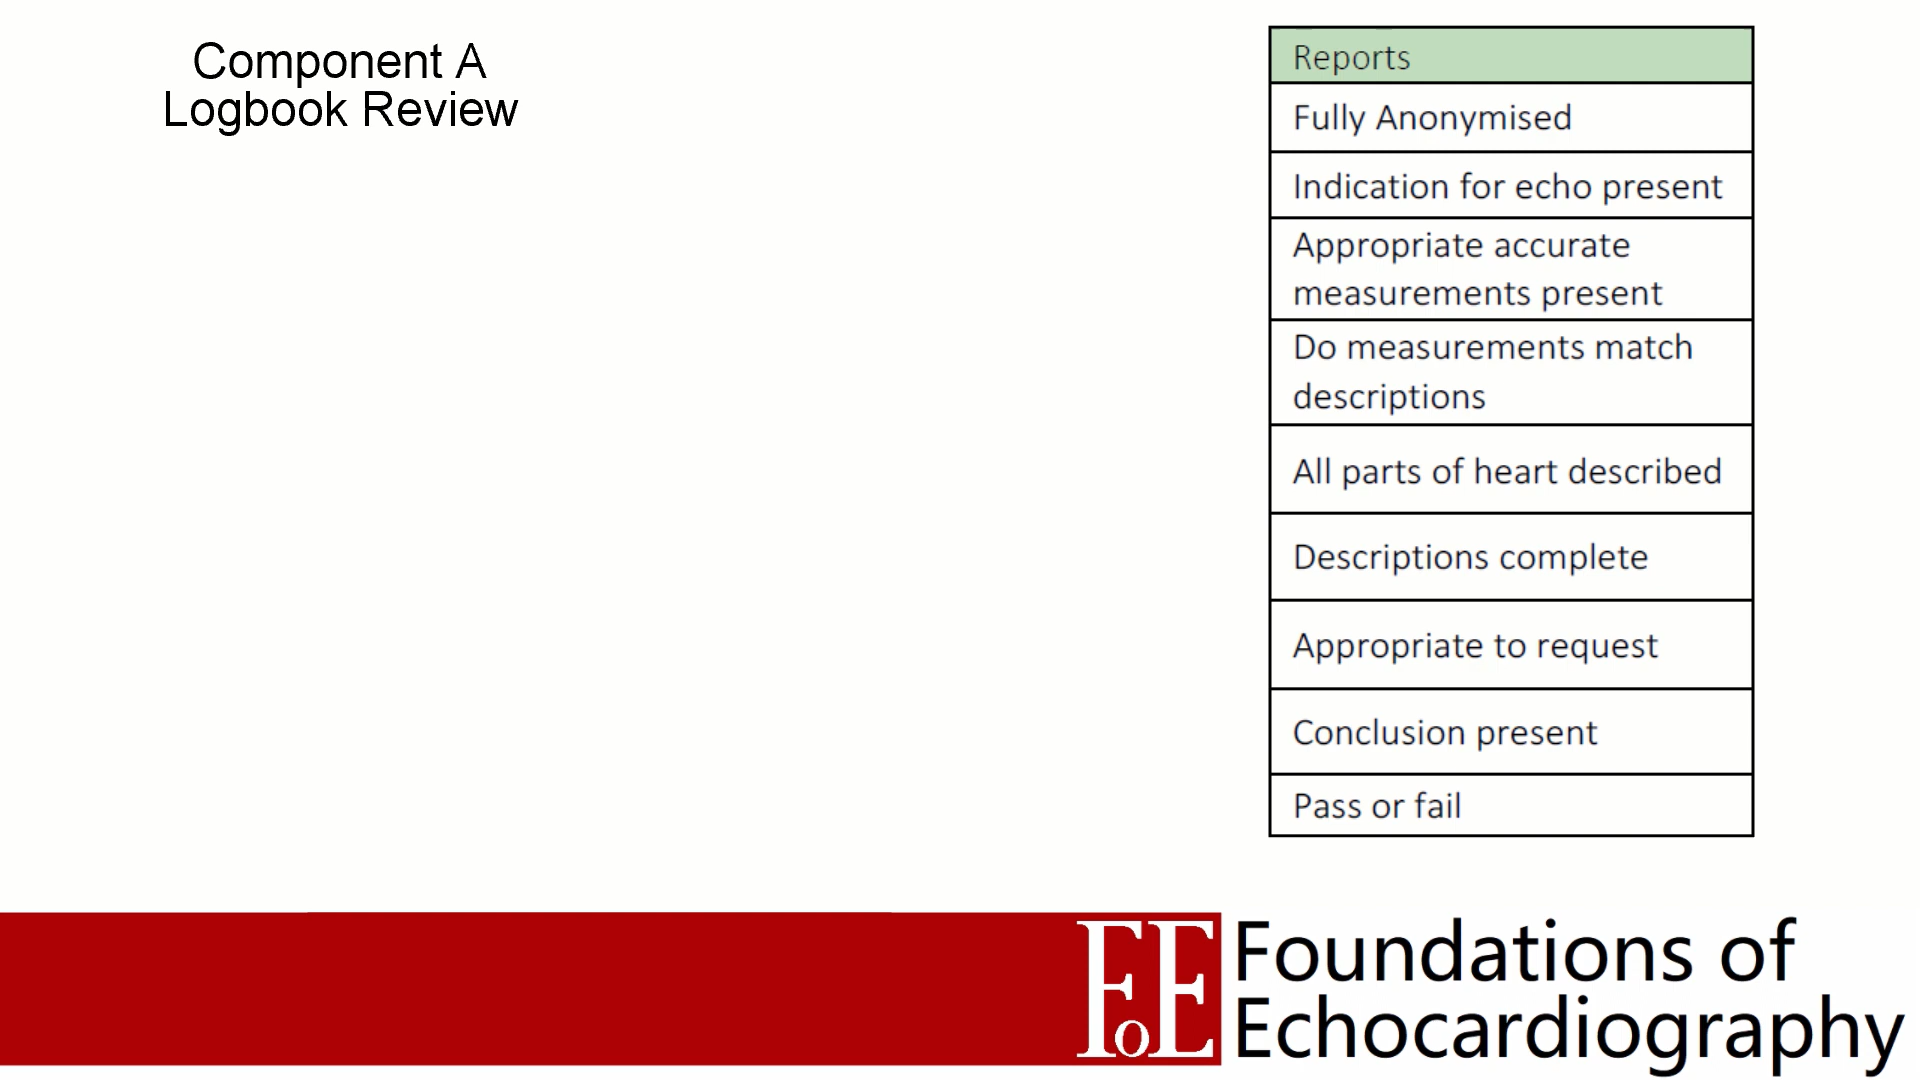 Component A
Logbook Review
Reports
Fully Anonymised
Indication for echo present
Appropriate accurate
measurements present
Do measurements match
descriptions
All parts of heart described
Descriptions complete
Appropriate to request
Conclusion present
Pass or fail
FoE
Foundations of
Echocardiography